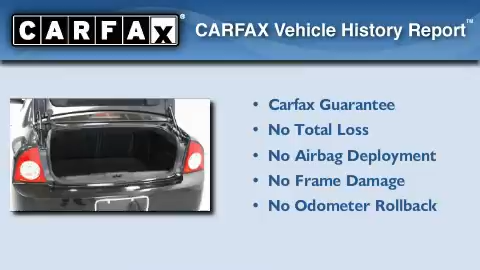 CARFAX® CARFAX Vehicle History Report™
• Carfax Guarantee
• No Total Loss
• No Airbag Deployment
• No Frame Damage
• No Odometer Rollback